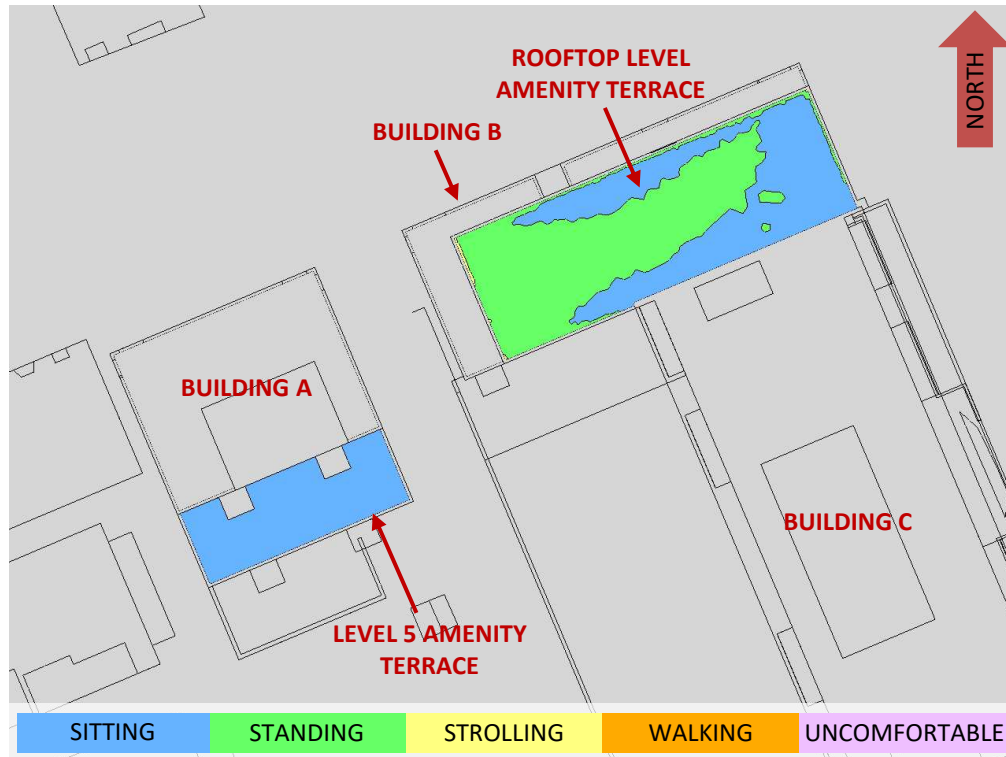 ROOFTOP LEVEL
AMENITY TERRACE
NORTH
BUILDING B
BUILDING A
BUILDING C
LEVEL 5 AMENITY
TERRACE
SITTING
STANDING
STROLLING
WALKING
UNCOMFORTABLE